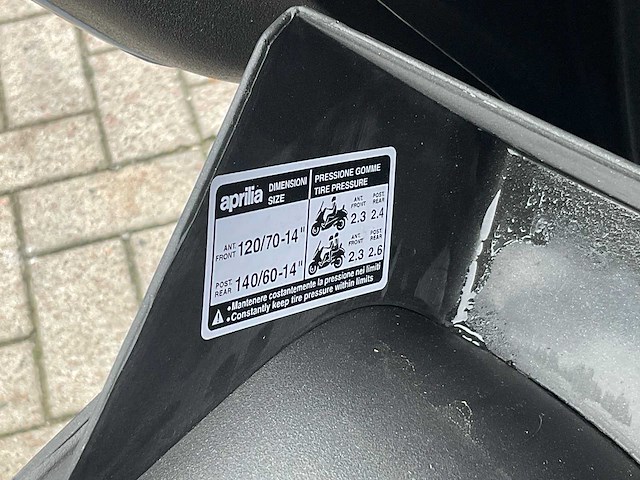 aprilia DIMENSIONI SIZE
PRESSIONE GOMME
TIRE PRESSURE
ANT. FRONT 120/70-14"
POST. REAR 140/60-14"
ANT. FRONT 2.3 POST. REAR 2.4
ANT. FRONT 2.3 POST. REAR 2.6
•Mantenere costantemente la pressione nei limiti
•Constantly keep tire pressure within limits